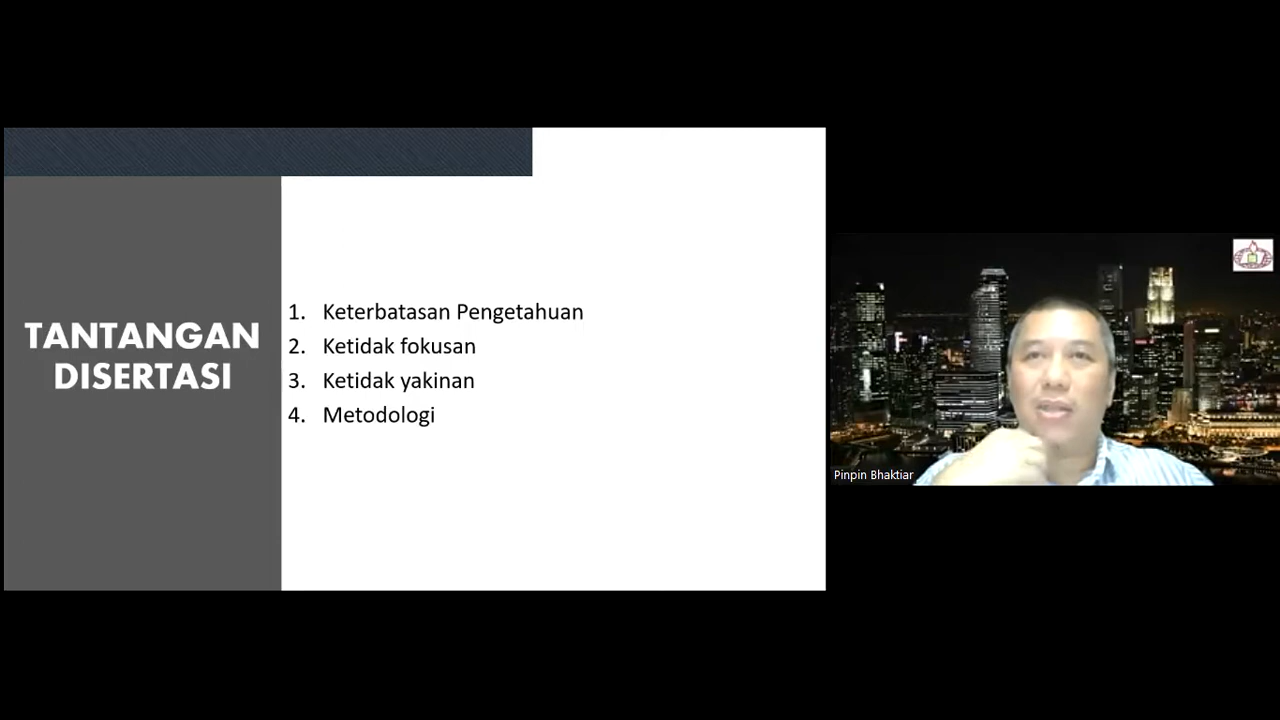 TANTANGAN
DISERTASI
1. Keterbatasan Pengetahuan
2. Ketidak fokusan
3. Ketidak yakinan
4. Metodologi
Pinpin Bhaktiar